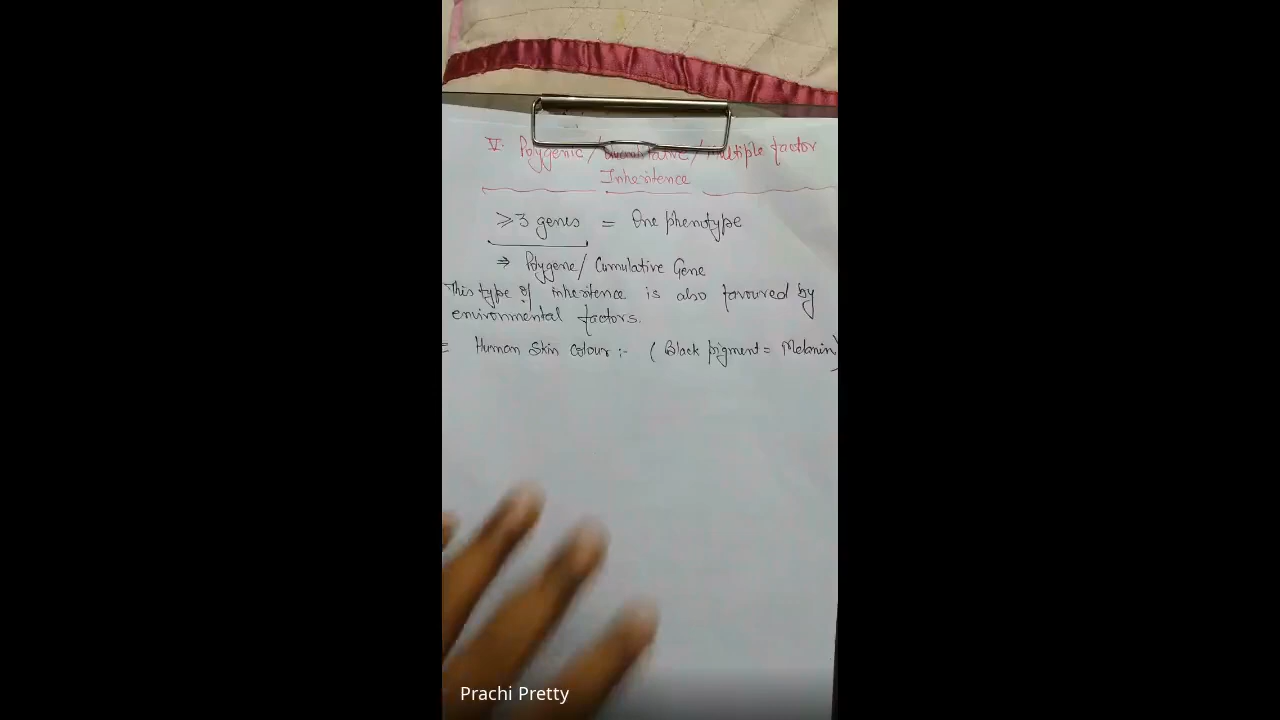 V. Polygenic / Quantitative / Multiple factor
Inheritence
≥3 genes = One phenotype
⇒ Polygene / Cumulative Gene
This type of inheritence is also favoured by
environmental factors.
Human Skin colour :- ( Black pigment = Melanin )
Prachi Pretty